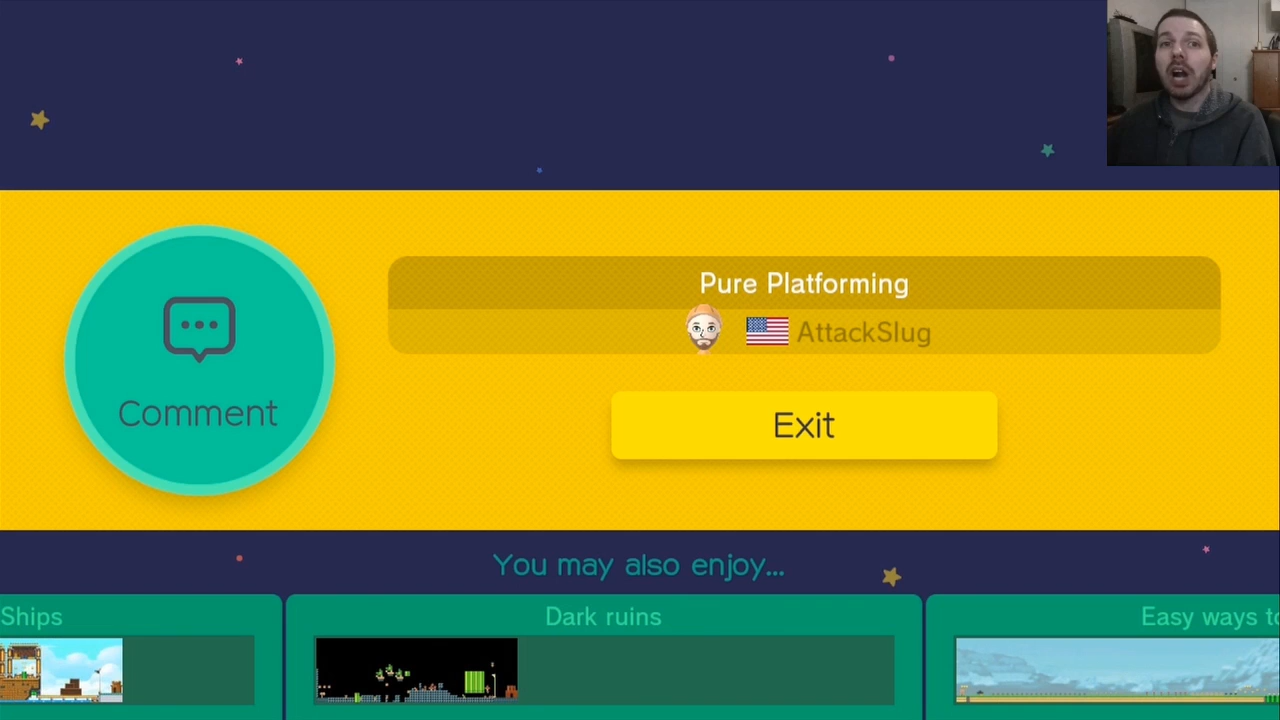 Pure Platforming
AttackSlug
Comment
Exit
You may also enjoy...
Ships
Dark ruins
Easy ways to